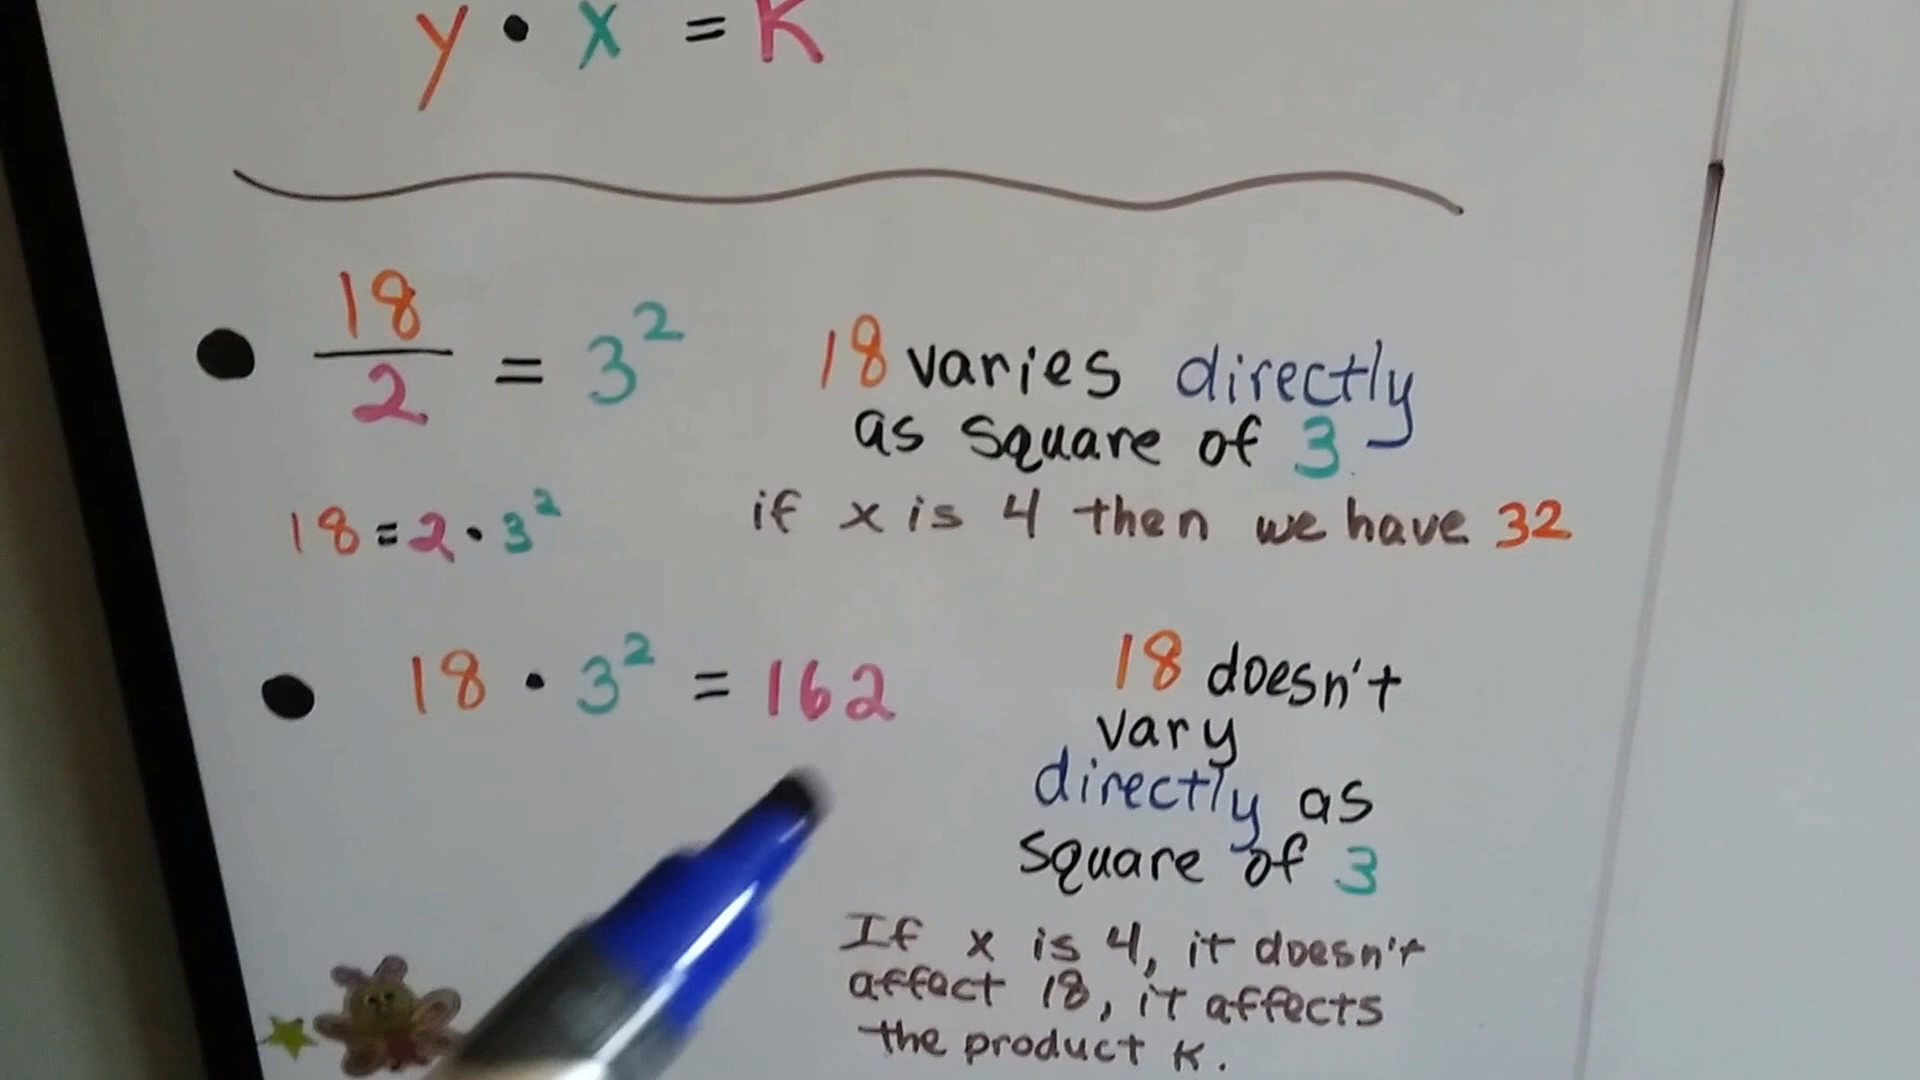 y · x = K
18/2 = 3²
18 varies directly
as square of 3
18 = 2 · 3²
if x is 4 then we have 32
18 · 3² = 162
18 doesn't
vary
directly as
square of 3
If x is 4, it doesn't
affect 18, it affects
the product K.